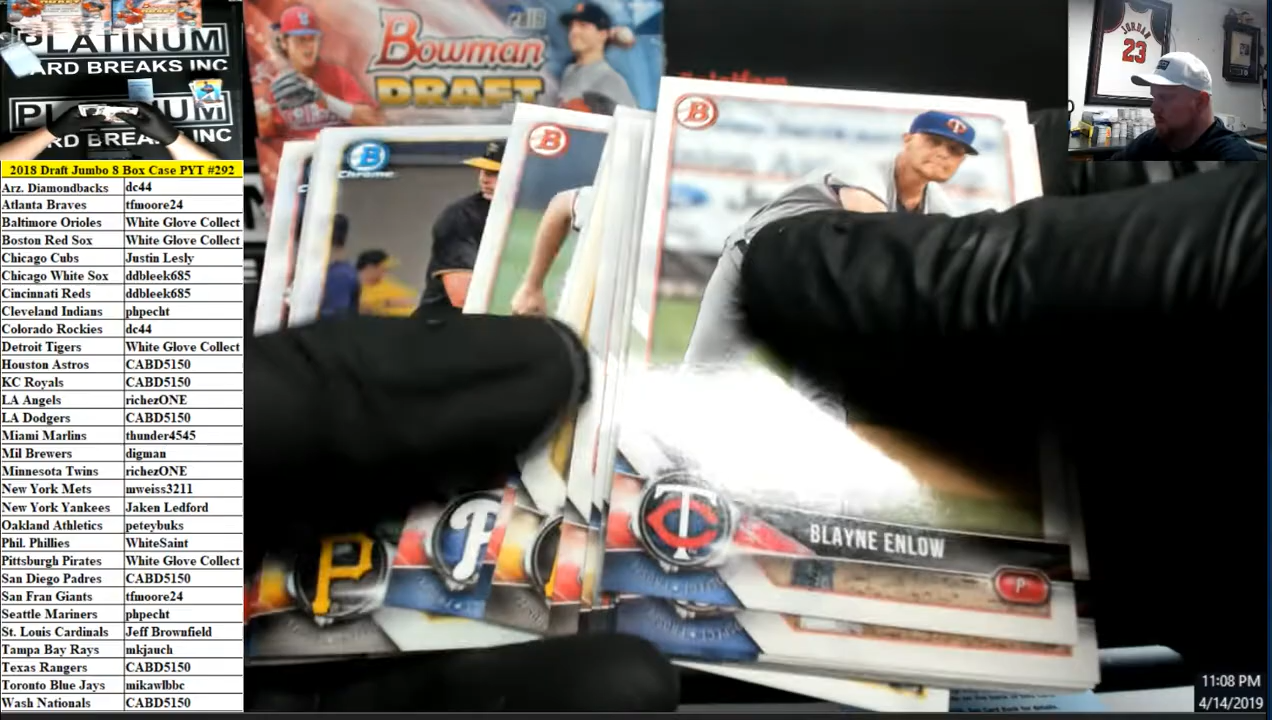 PLATINUM
ARD BREAKS INC
PL
ARD BREA
INC
2018 Draft Jumbo 8 Box Case PYT #292
Arz. Diamondbacks dc44
Atlanta Braves tfmoore24
Baltimore Orioles White Glove Collect
Boston Red Sox White Glove Collect
Chicago Cubs Justin Lesly
Chicago White Sox ddbleek685
Cincinnati Reds ddbleek685
Cleveland Indians phpecht
Colorado Rockies dc44
Detroit Tigers White Glove Collect
Houston Astros CABD5150
KC Royals CABD5150
LA Angels richezONE
LA Dodgers CABD5150
Miami Marlins thunder4545
Mil Brewers digman
Minnesota Twins richezONE
New York Mets mweiss3211
New York Yankees Jaken Ledford
Oakland Athletics peteybuks
Phil. Phillies WhiteSaint
Pittsburgh Pirates White Glove Collect
San Diego Padres CABD5150
San Fran Giants tfmoore24
Seattle Mariners phpecht
St. Louis Cardinals Jeff Brownfield
Tampa Bay Rays mkjauch
Texas Rangers CABD5150
Toronto Blue Jays mikawlbbc
Wash Nationals CABD5150
2018
Bowman
DRAFT
B
Chrome
B
B
P
P
TC
BLAYNE ENLOW
P
JORDAN
23
11:08 PM
4/14/2019